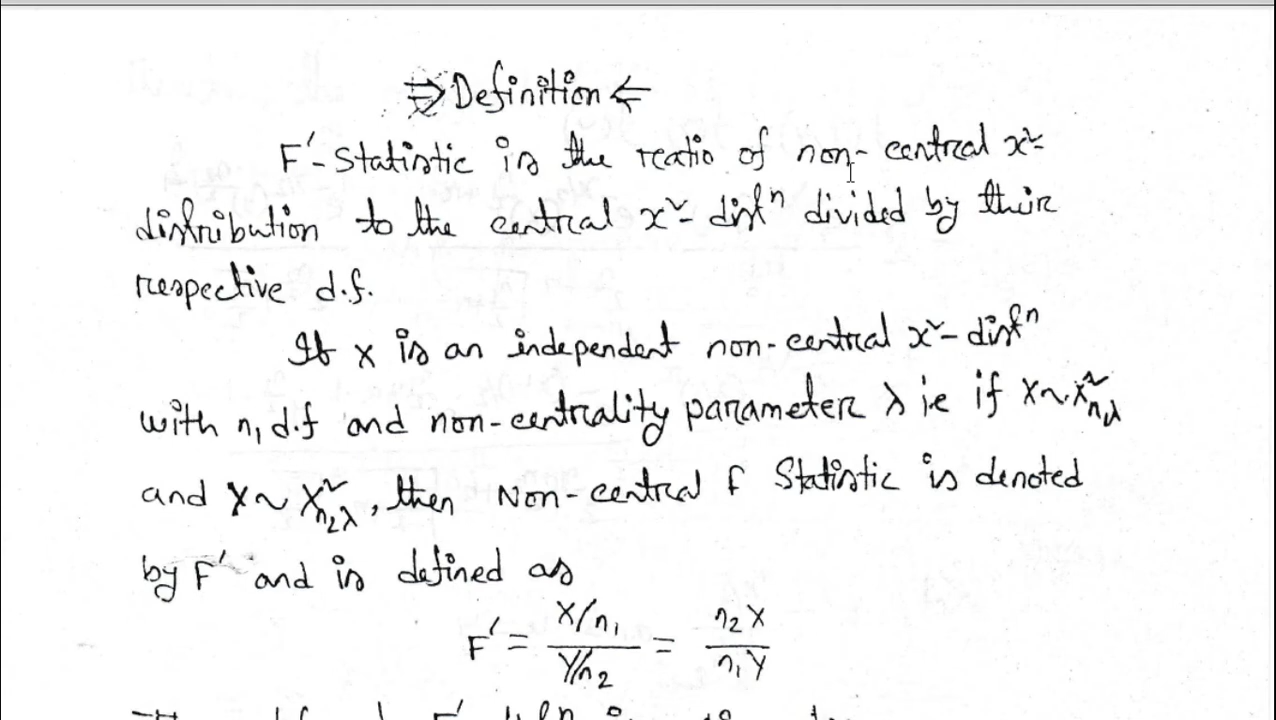 ⇒ Definition ⇐
F'-Statistic is the ratio of non-central χ²-
distribution to the central χ²-distⁿ divided by their
respective d.f.
If X is an independent non-central χ²-distⁿ
with n₁ d.f and non-centrality parameter λ ie if X~χ²n₁λ
and Y~χ²n₂λ, then Non-central F Statistic is denoted
by F' and is defined as
F' = X/n₁ / Y/n₂ = n₂X / n₁Y